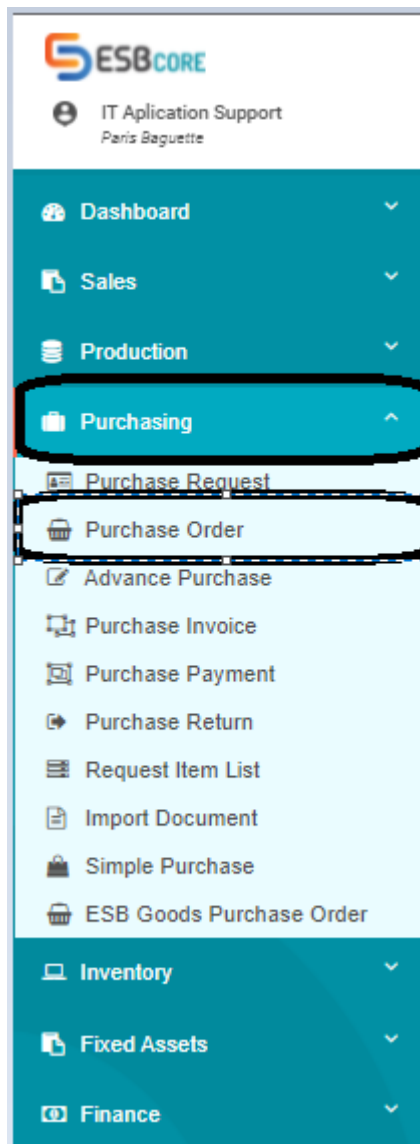 ESBCORE
IT Aplication Support
Paris Baguette
Dashboard
Sales
Production
Purchasing
Purchase Request
Purchase Order
Advance Purchase
Purchase Invoice
Purchase Payment
Purchase Return
Request Item List
Import Document
Simple Purchase
ESB Goods Purchase Order
Inventory
Fixed Assets
Finance